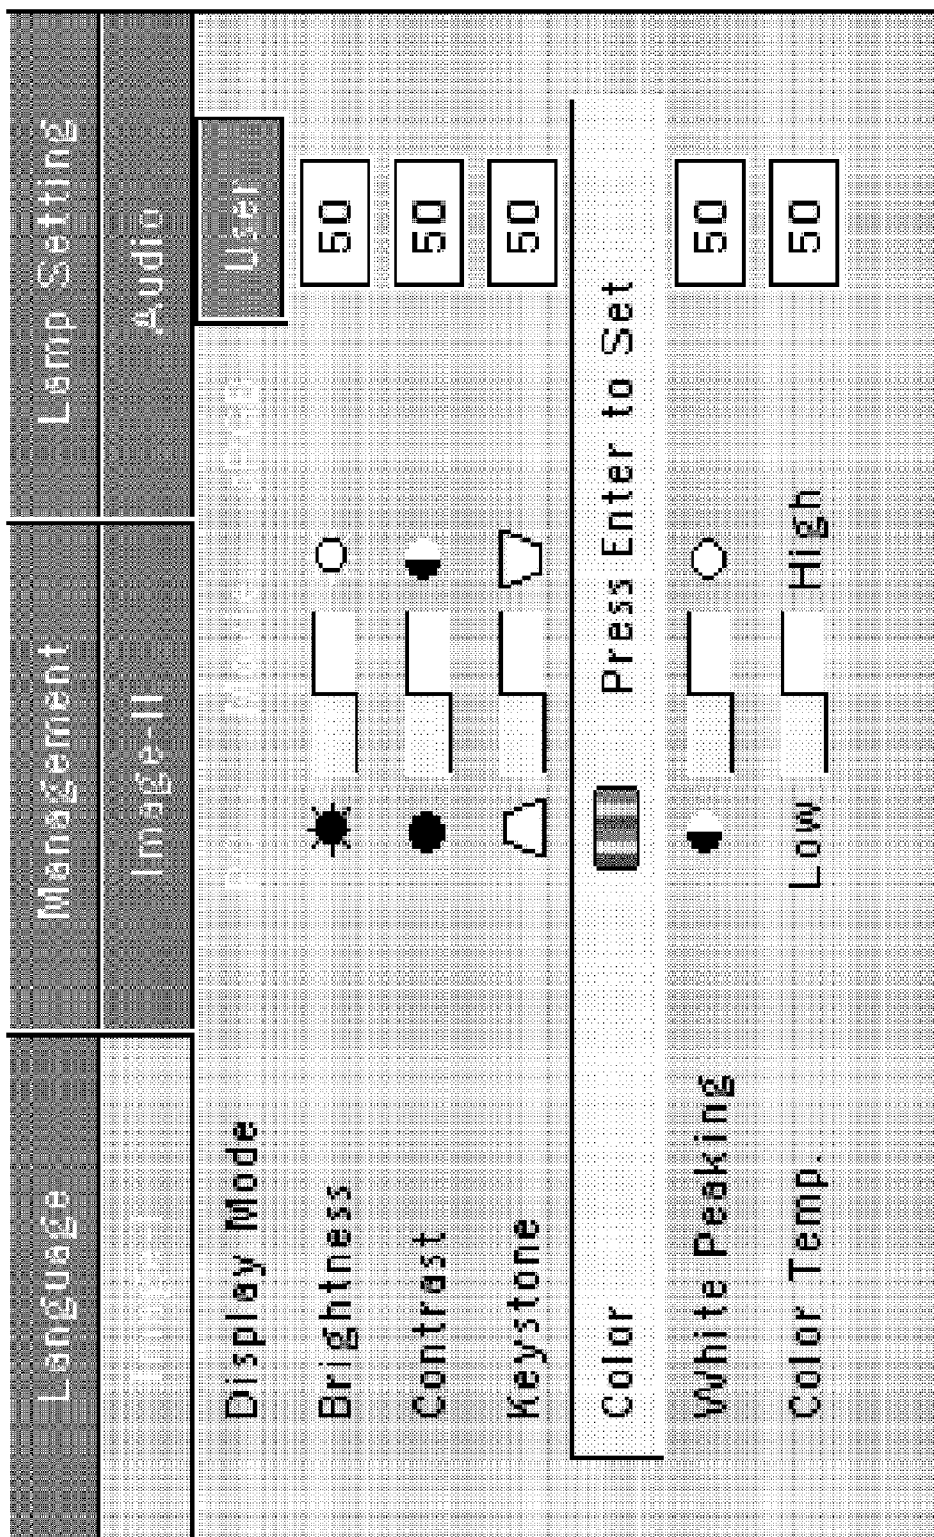 Language Management Lamp Setting
Image-II Audio
Display Mode User
Brightness 50
Contrast 50
Keystone 50
Color Press Enter to Set
White Peaking 50
Color Temp. Low High 50